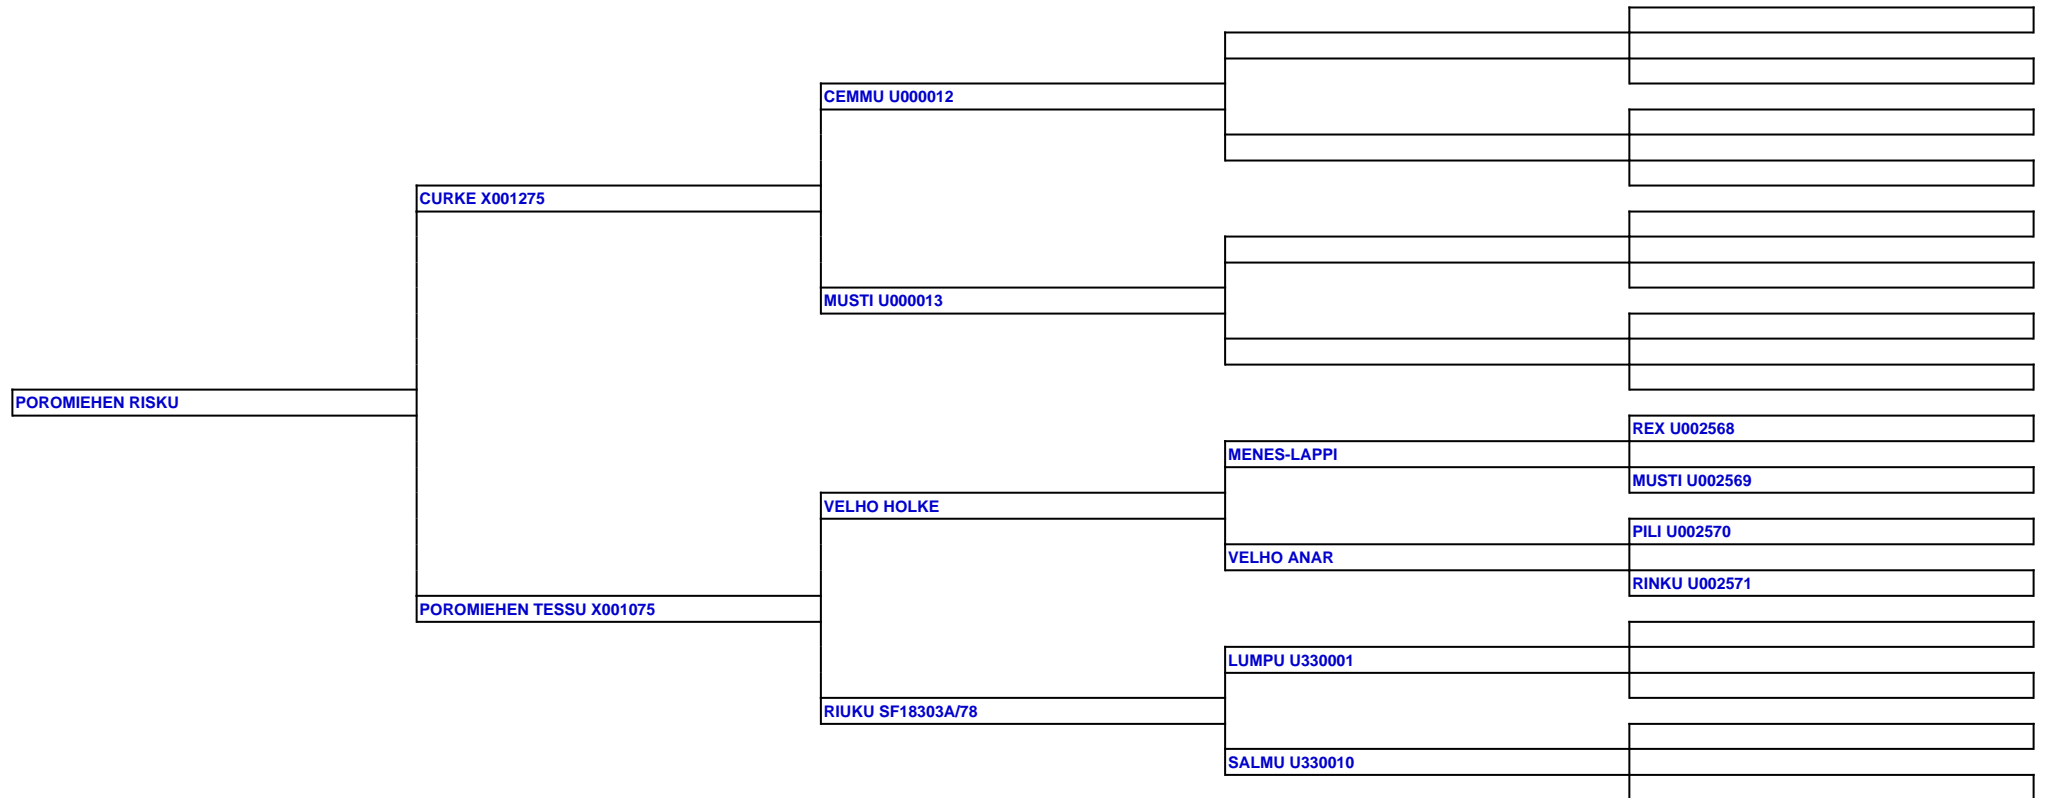 CEMMU U000012
CURKE X001275
MUSTI U000013
POROMIEHEN RISKU
REX U002568
MENES-LAPPI
MUSTI U002569
VELHO HOLKE
PILI U002570
VELHO ANAR
RINKU U002571
POROMIEHEN TESSU X001075
LUMPU U330001
RIUKU SF18303A/78
SALMU U330010